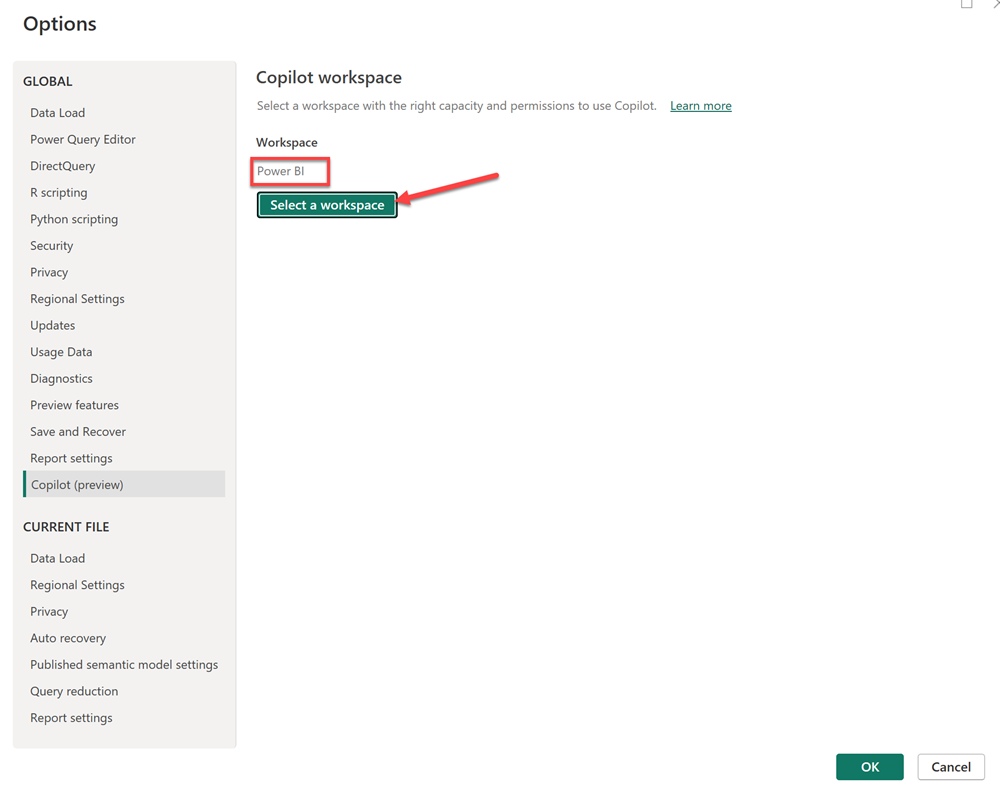 Options
GLOBAL
Data Load
Power Query Editor
DirectQuery
R scripting
Python scripting
Security
Privacy
Regional Settings
Updates
Usage Data
Diagnostics
Preview features
Save and Recover
Report settings
Copilot (preview)
CURRENT FILE
Data Load
Regional Settings
Privacy
Auto recovery
Published semantic model settings
Query reduction
Report settings
Copilot workspace
Select a workspace with the right capacity and permissions to use Copilot. Learn more
Workspace
Power BI
Select a workspace
OK
Cancel